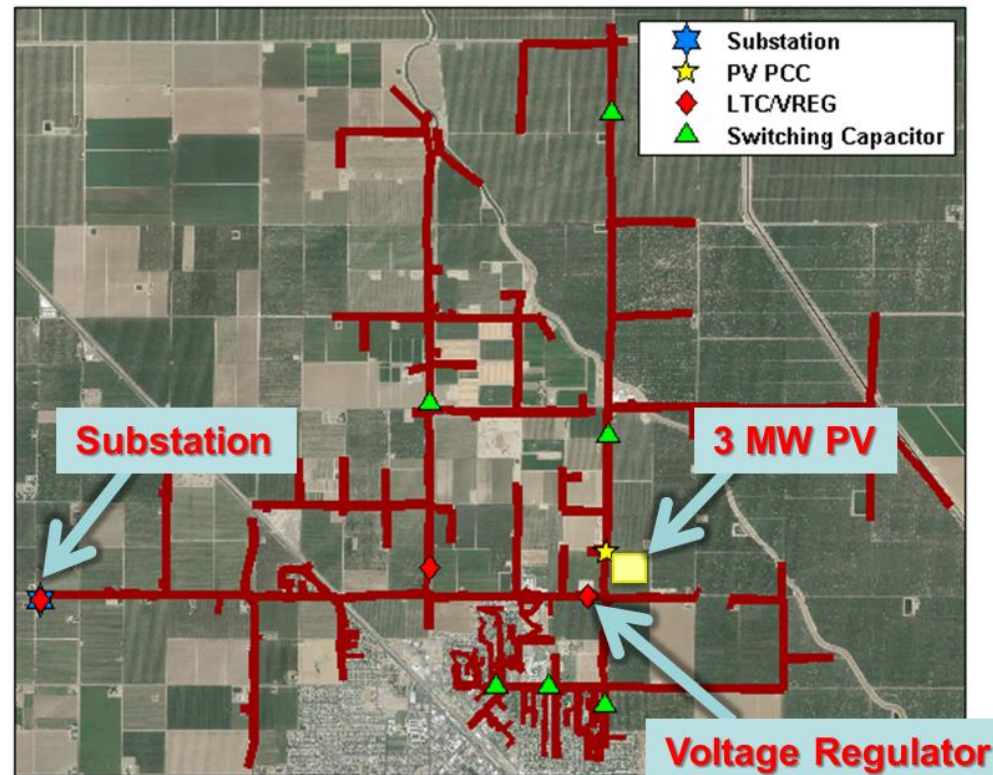 Substation
PV PCC
LTC/VREG
Switching Capacitor
Substation
3 MW PV
Voltage Regulator